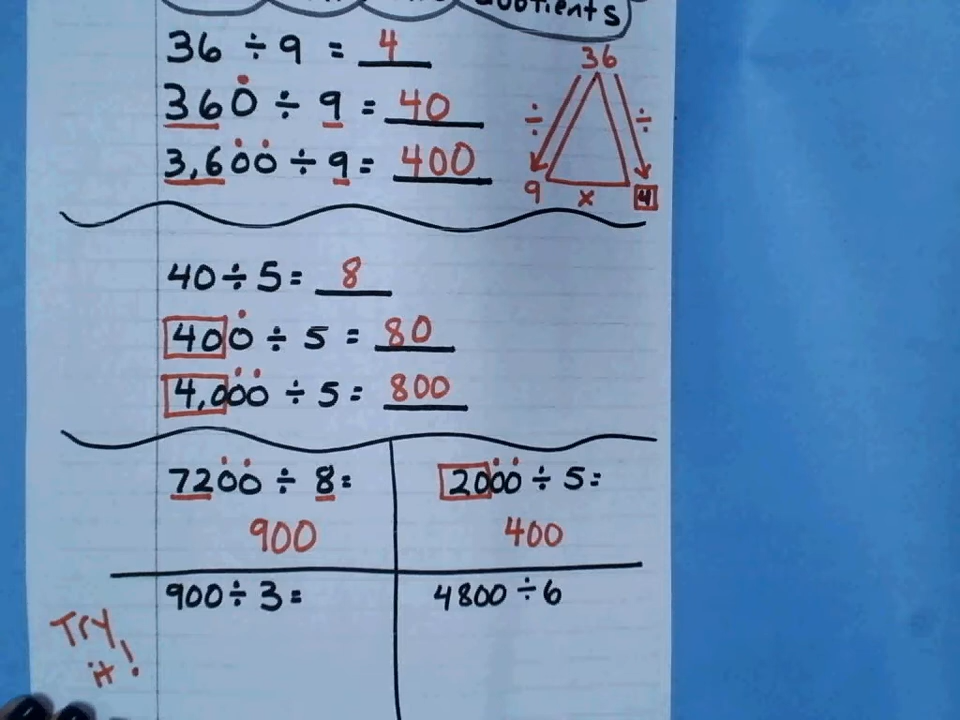 Quotients
36 ÷ 9 = 4
360 ÷ 9 = 40
3,600 ÷ 9 = 400
36
÷ ÷
9 x 4
40 ÷ 5 = 8
400 ÷ 5 = 80
4,000 ÷ 5 = 800
7200 ÷ 8 =
900
2000 ÷ 5 =
400
900 ÷ 3 =
4800 ÷ 6
Try
it!